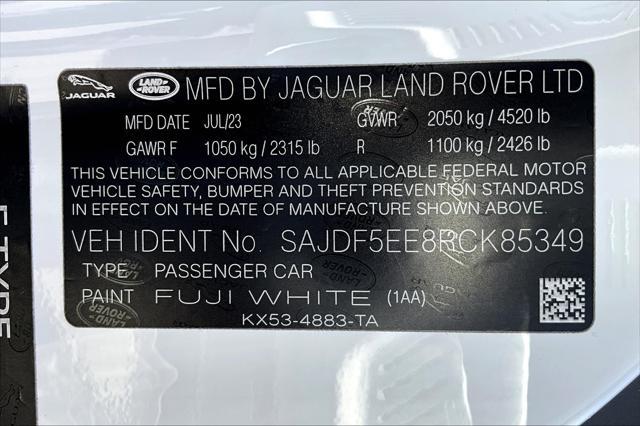 JAGUAR LAND ROVER MFD BY JAGUAR LAND ROVER LTD
MFD DATE JUL/23 GVWR 2050 kg / 4520 lb
GAWR F 1050 kg / 2315 lb R 1100 kg / 2426 lb
THIS VEHICLE CONFORMS TO ALL APPLICABLE FEDERAL MOTOR
VEHICLE SAFETY, BUMPER AND THEFT PREVENTION STANDARDS
IN EFFECT ON THE DATE OF MANUFACTURE SHOWN ABOVE.
VEH IDENT No. SAJDF5EE8RCK85349
TYPE PASSENGER CAR
PAINT FUJI WHITE (1AA)
KX53-4883-TA